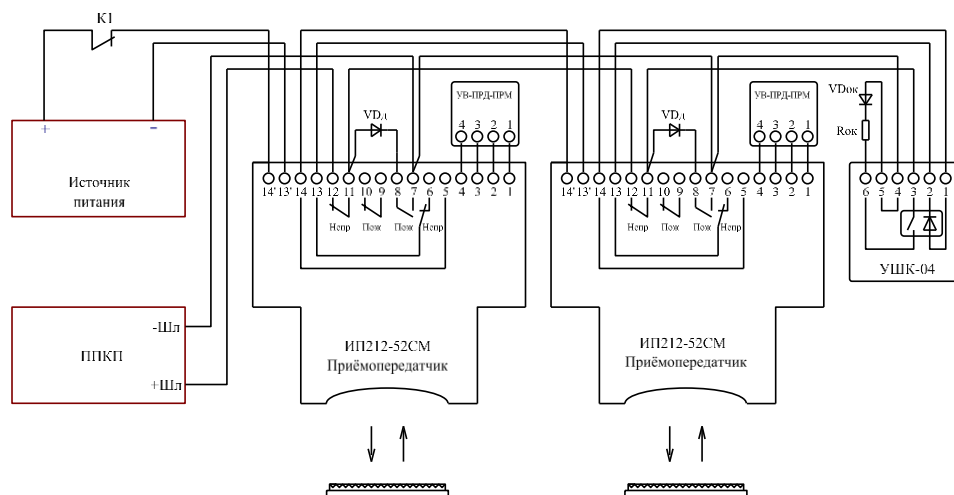 К1
+ −
Источник
питания
ППКП
-Шл
+Шл
VDд
УВ-ПРД-ПРМ
4 3 2 1
14' 13' 14 13 12 11 10 9 8 7 6 5 4 3 2 1
Непр Пож Пож Непр
ИП212-52СМ
Приёмопередатчик
VDд
УВ-ПРД-ПРМ
4 3 2 1
14' 13' 14 13 12 11 10 9 8 7 6 5 4 3 2 1
Непр Пож Пож Непр
ИП212-52СМ
Приёмопередатчик
VDок
Rок
6 5 4 3 2 1
УШК-04